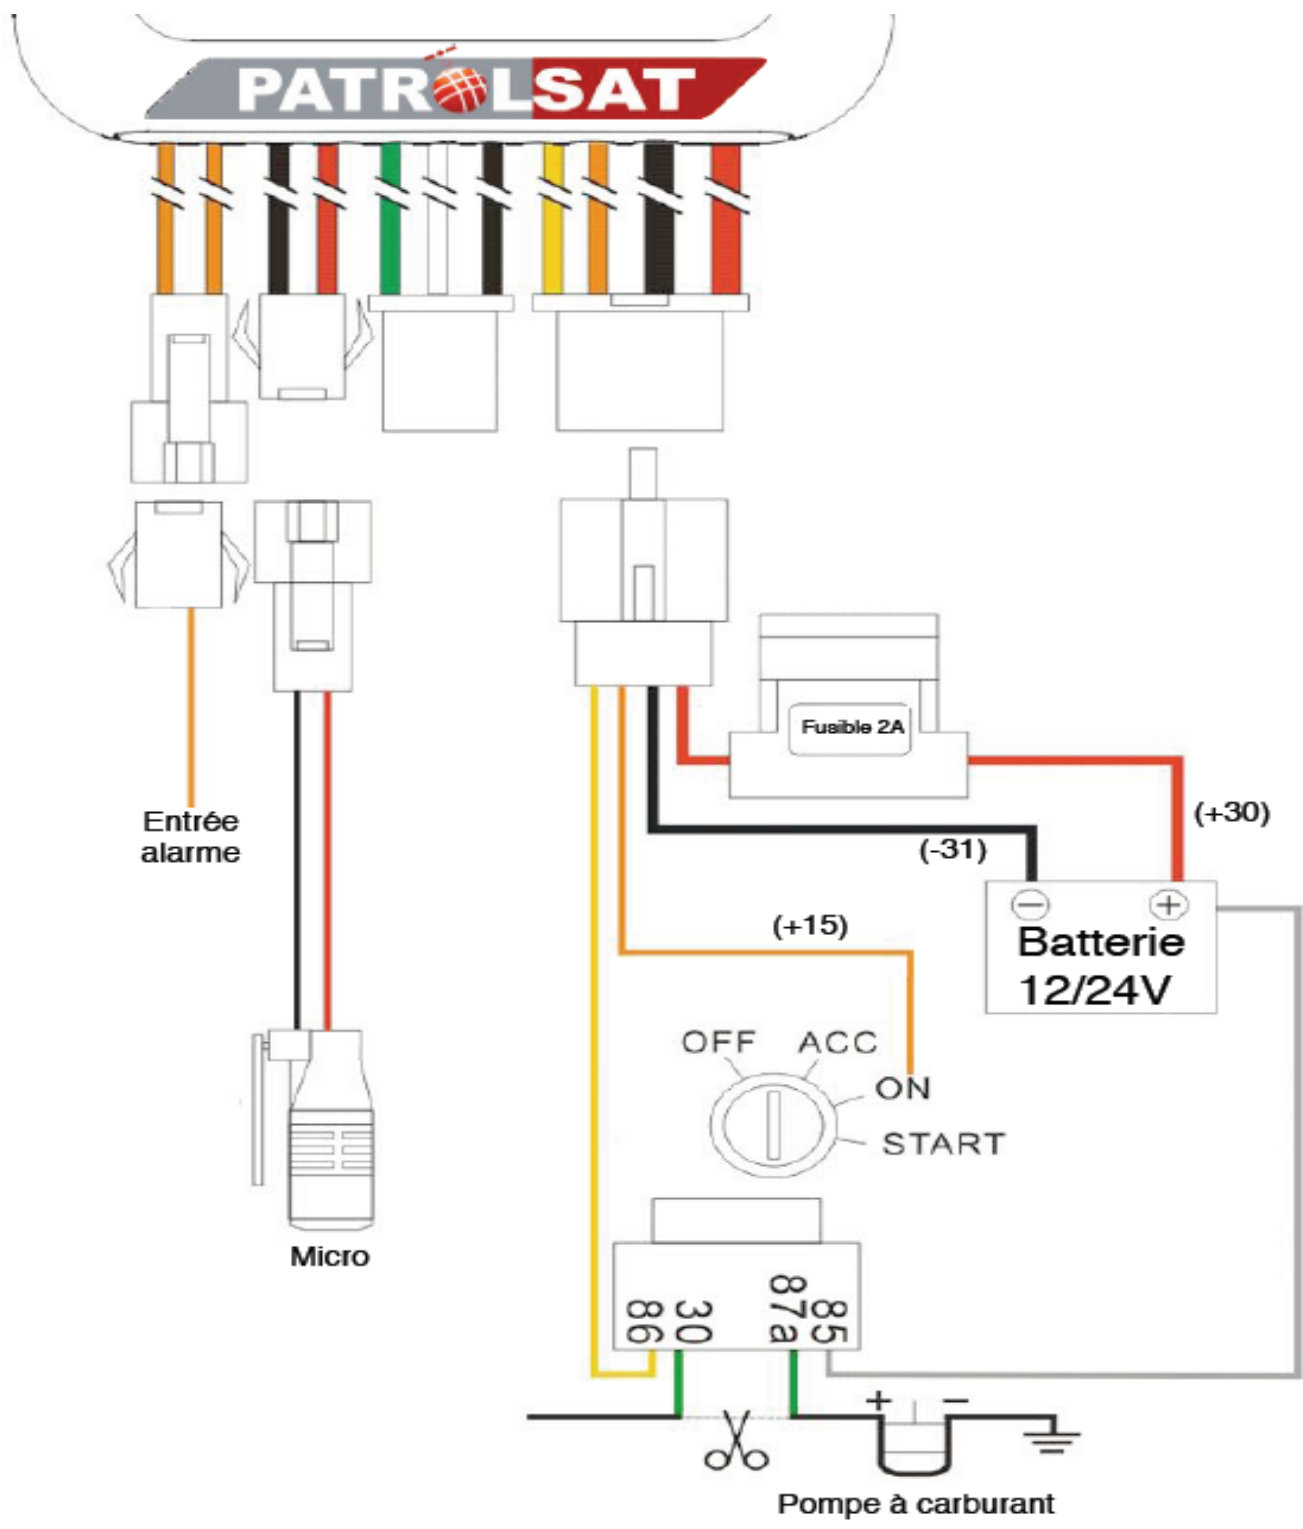 PATROLSAT
Fusible 2A
Entrée
alarme
(+30)
(-31)
(+15)
Batterie
12/24V
OFF
ACC
ON
START
Micro
86
30
87a
85
+
−
Pompe à carburant